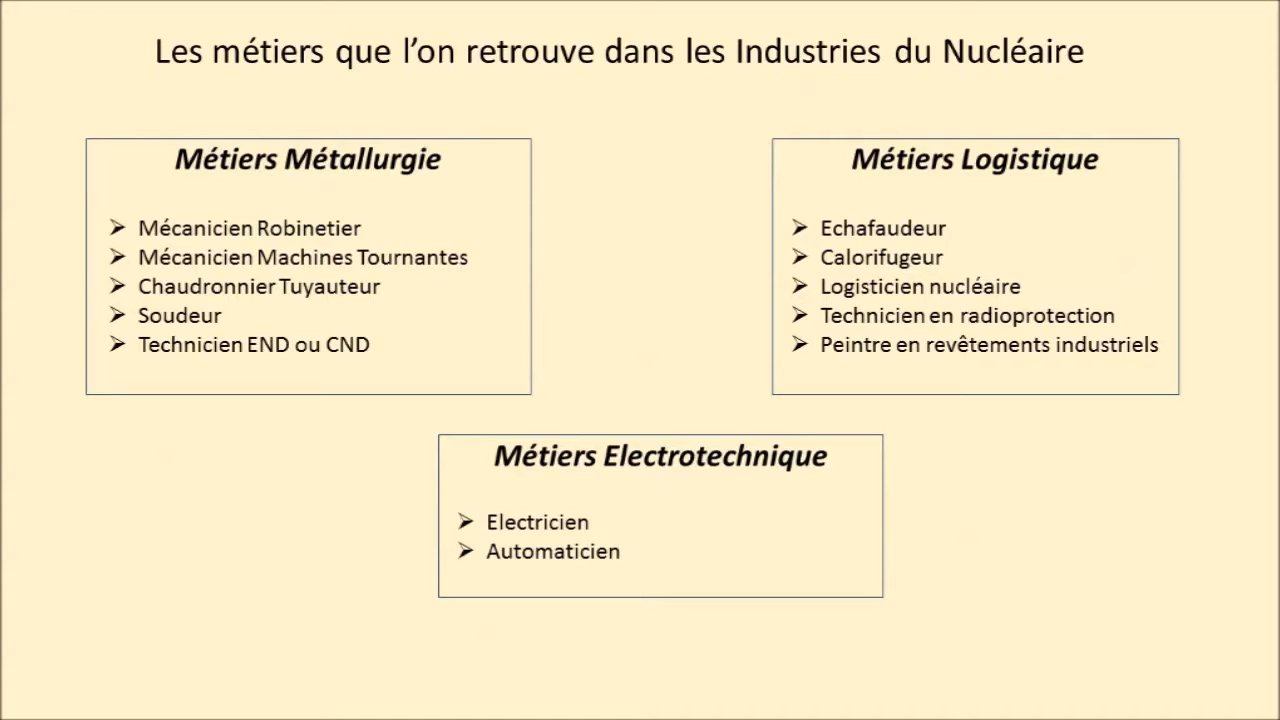 Les métiers que l’on retrouve dans les Industries du Nucléaire
Métiers Métallurgie
➢ Mécanicien Robinetier
➢ Mécanicien Machines Tournantes
➢ Chaudronnier Tuyauteur
➢ Soudeur
➢ Technicien END ou CND
Métiers Logistique
➢ Echafaudeur
➢ Calorifugeur
➢ Logisticien nucléaire
➢ Technicien en radioprotection
➢ Peintre en revêtements industriels
Métiers Electrotechnique
➢ Electricien
➢ Automaticien